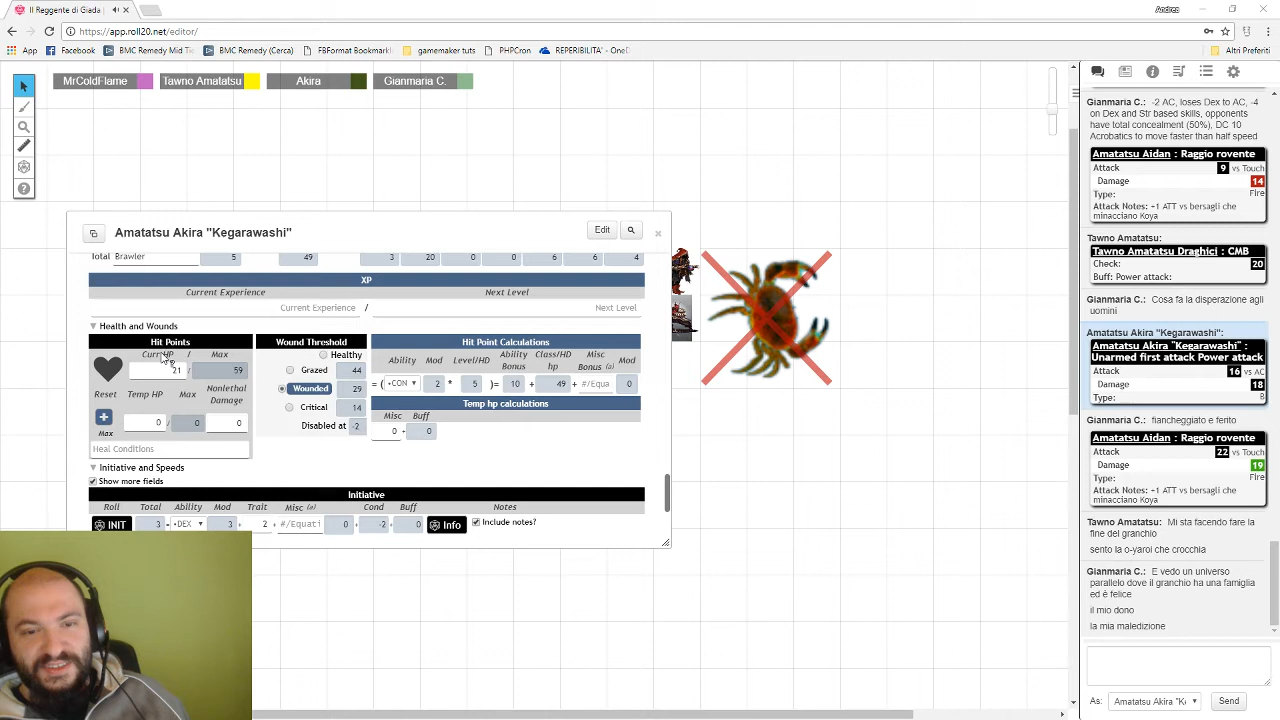 Il Reggente di Giada |
Andrea
https://app.roll20.net/editor/
App Facebook BMC Remedy Mid Tie BMC Remedy (Cerca) FBFormat Bookmark gamemaker tuts PHPCron REPERIBILITA' - OneD Altri Preferiti
MrColdFlame Tawno Amatatsu Akira Gianmaria C.
Amatatsu Akira "Kegarawashi"
Edit
Total Brawler 5 49 3 20 0 0 6 6 4
XP
Current Experience Next Level
Current Experience / Next Level
Health and Wounds
Hit Points Wound Threshold Hit Point Calculations
CurrHP / Max
21 / 59
Reset Temp HP Max Nonlethal Damage
0 / 0 0
Max
Heal Conditions
Healthy
Grazed 44
Wounded 29
Critical 14
Disabled at -2
Ability Mod Level/HD Ability Bonus Class/HD hp Misc Bonus (a) Mod
= ( +CON 2 * 5 )= 10 + 49 + #/Equa 0
Temp hp calculations
Misc Buff
0 + 0
Initiative and Speeds
Show more fields
Initiative
Roll Total Ability Mod Trait Misc (a) Cond Buff Notes
INIT 3 = +DEX 3 + 2 + #/Equati 0 + -2 + 0 Info Include notes?
Gianmaria C.: -2 AC, loses Dex to AC, -4
on Dex and Str based skills, opponents
have total concealment (50%), DC 10
Acrobatics to move faster than half speed
Amatatsu Aidan : Raggio rovente
Attack 9 vs Touch
Damage 14
Type: Fire
Attack Notes: +1 ATT vs bersagli che
minacciano Koya
Tawno Amatatsu:
Tawno Amatatsu Draghici : CMB
Check: 20
Buff: Power attack:
Gianmaria C.: Cosa fa la disperazione agli
uomini
Amatatsu Akira "Kegarawashi":
Amatatsu Akira "Kegarawashi" :
Unarmed first attack Power attack
Attack 16 vs AC
Damage 18
Type: B
Gianmaria C.: fiancheggiato e ferito
Amatatsu Aidan : Raggio rovente
Attack 22 vs Touch
Damage 19
Type: Fire
Attack Notes: +1 ATT vs bersagli che
minacciano Koya
Tawno Amatatsu: Mi sta facendo fare la
fine del granchio
sento la o-yaroi che crocchia
Gianmaria C.: E vedo un universo
parallelo dove il granchio ha una famiglia
ed è felice
il mio dono
la mia maledizione
As: Amatatsu Akira "K Send